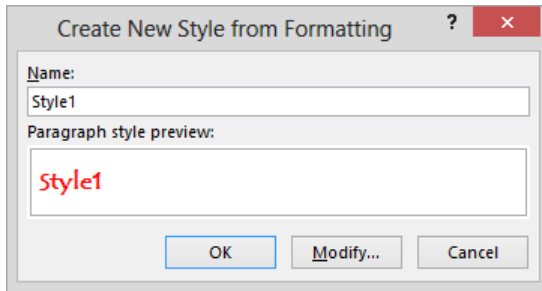 Create New Style from Formatting ? ×
Name:
Style1
Paragraph style preview:
Style1
OK Modify... Cancel